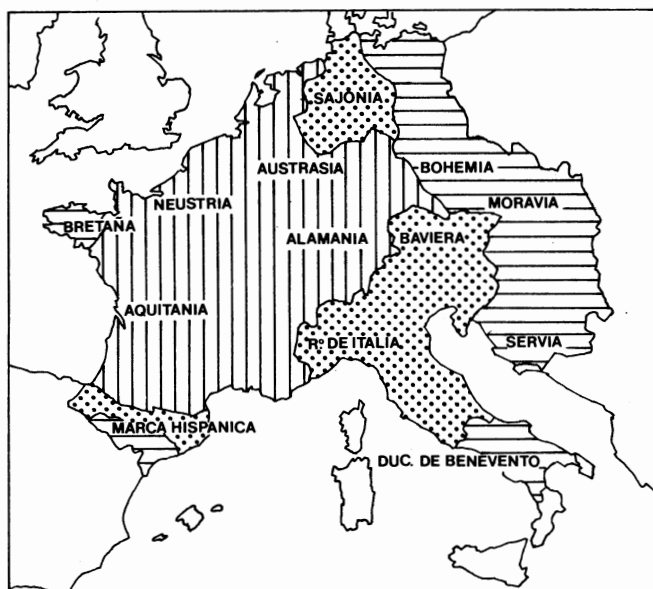 SAJONIA
AUSTRASIA
BOHEMIA
NEUSTRIA
MORAVIA
BRETAÑA
ALAMANIA
BAVIERA
AQUITANIA
Rº DE ITALIA
SERVIA
MARCA HISPANICA
DUC. DE BENEVENTO